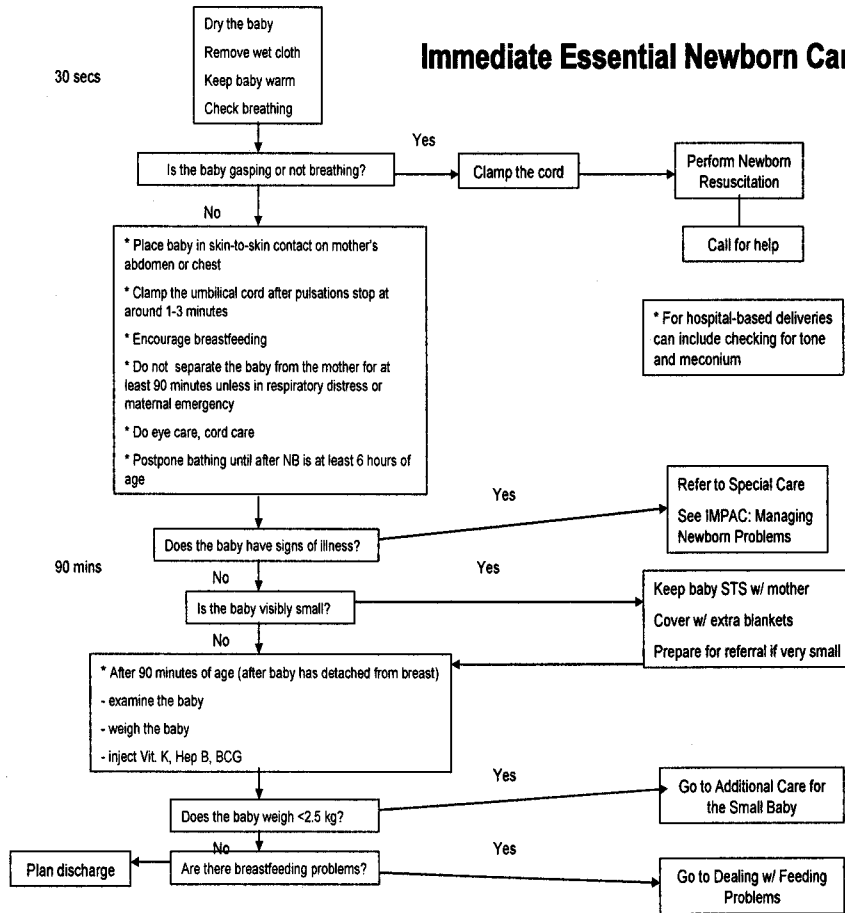 Immediate Essential Newborn Car
30 secs
Dry the baby
Remove wet cloth
Keep baby warm
Check breathing
Is the baby gasping or not breathing?
Yes
Clamp the cord
Perform Newborn
Resuscitation
Call for help
No
* Place baby in skin-to-skin contact on mother's
abdomen or chest
* Clamp the umbilical cord after pulsations stop at
around 1-3 minutes
* Encourage breastfeeding
* Do not separate the baby from the mother for at
least 90 minutes unless in respiratory distress or
maternal emergency
* Do eye care, cord care
* Postpone bathing until after NB is at least 6 hours of
age
* For hospital-based deliveries
can include checking for tone
and meconium
Does the baby have signs of illness?
Yes
Refer to Special Care
See IMPAC: Managing
Newborn Problems
90 mins
No
Is the baby visibly small?
Yes
Keep baby STS w/ mother
Cover w/ extra blankets
Prepare for referral if very small
No
* After 90 minutes of age (after baby has detached from breast)
- examine the baby
- weigh the baby
- inject Vit. K, Hep B, BCG
Does the baby weigh <2.5 kg?
Yes
Go to Additional Care for
the Small Baby
No
Are there breastfeeding problems?
Plan discharge
Yes
Go to Dealing w/ Feeding
Problems